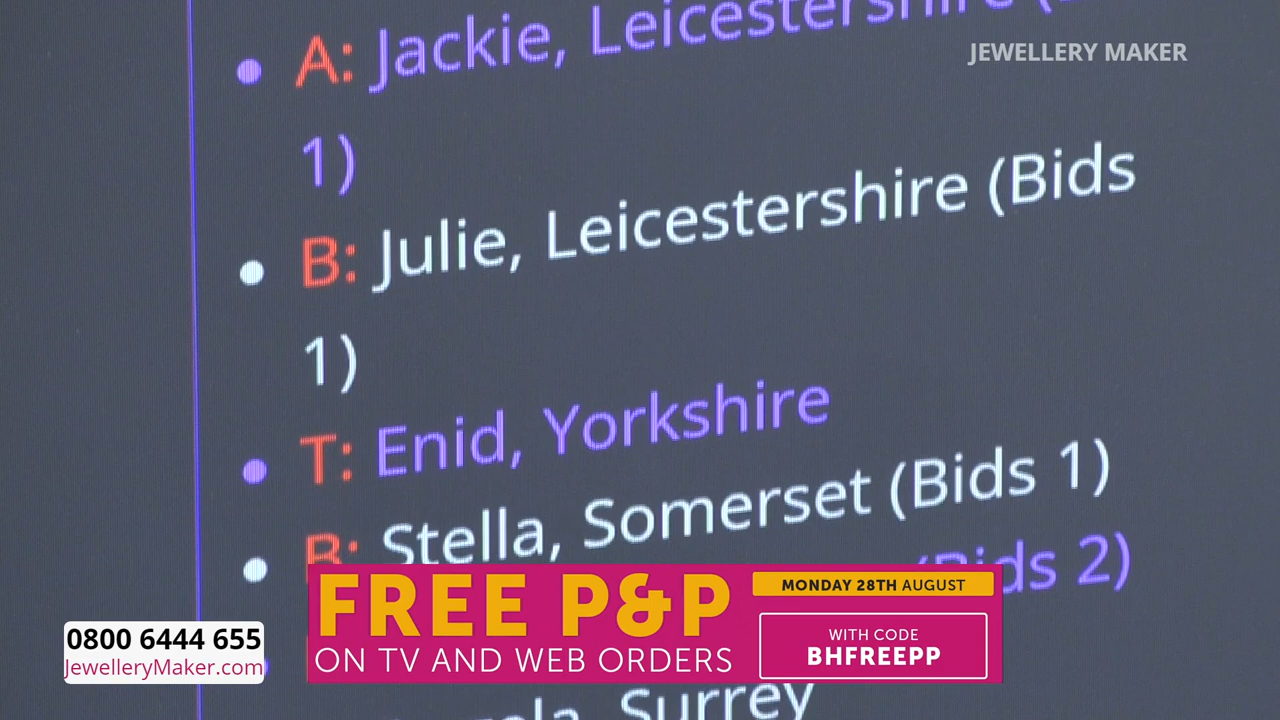 A: Jackie, Leicestershire
JEWELLERY MAKER
1)
B: Julie, Leicestershire (Bids
1)
T: Enid, Yorkshire
B: Stella, Somerset (Bids 1)
(Bids 2)
FREE P&P
ON TV AND WEB ORDERS
MONDAY 28TH AUGUST
WITH CODE
BHFREEPP
0800 6444 655
JewelleryMaker.com
Surrey